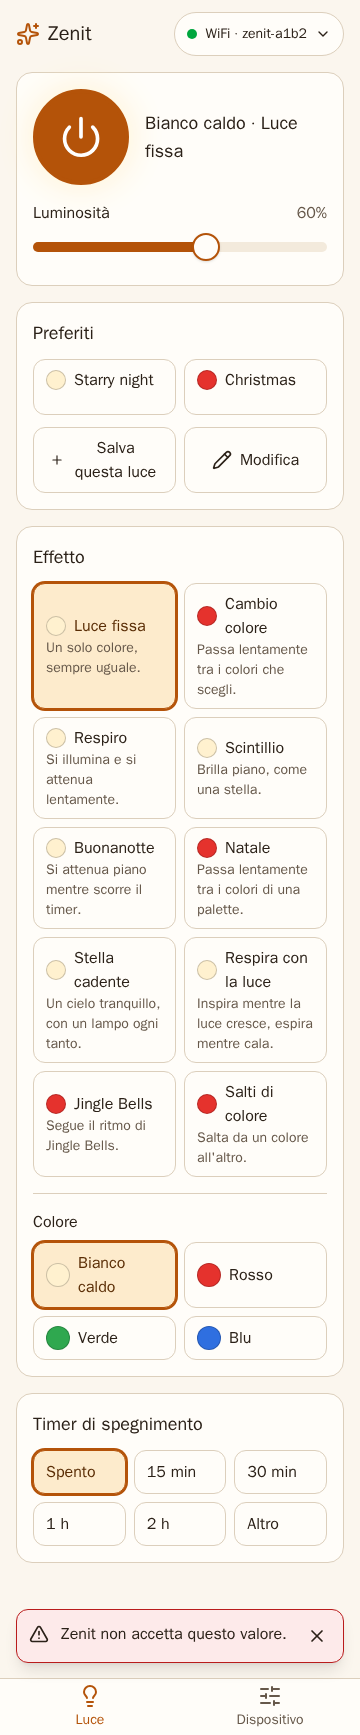 Zenit
WiFi · zenit-a1b2
Bianco caldo · Luce
fissa
Luminosità
60%
Preferiti
Starry night
Christmas
Salva
questa luce
Modifica
Effetto
Luce fissa
Un solo colore,
sempre uguale.
Cambio
colore
Passa lentamente
tra i colori che
scegli.
Respiro
Si illumina e si
attenua
lentamente.
Scintillio
Brilla piano, come
una stella.
Buonanotte
Si attenua piano
mentre scorre il
timer.
Natale
Passa lentamente
tra i colori di una
palette.
Stella
cadente
Un cielo tranquillo,
con un lampo ogni
tanto.
Respira con
la luce
Inspira mentre la
luce cresce, espira
mentre cala.
Jingle Bells
Segue il ritmo di
Jingle Bells.
Salti di
colore
Salta da un colore
all'altro.
Colore
Bianco
caldo
Rosso
Verde
Blu
Timer di spegnimento
Spento
15 min
30 min
1 h
2 h
Altro
Zenit non accetta questo valore.
Luce
Dispositivo